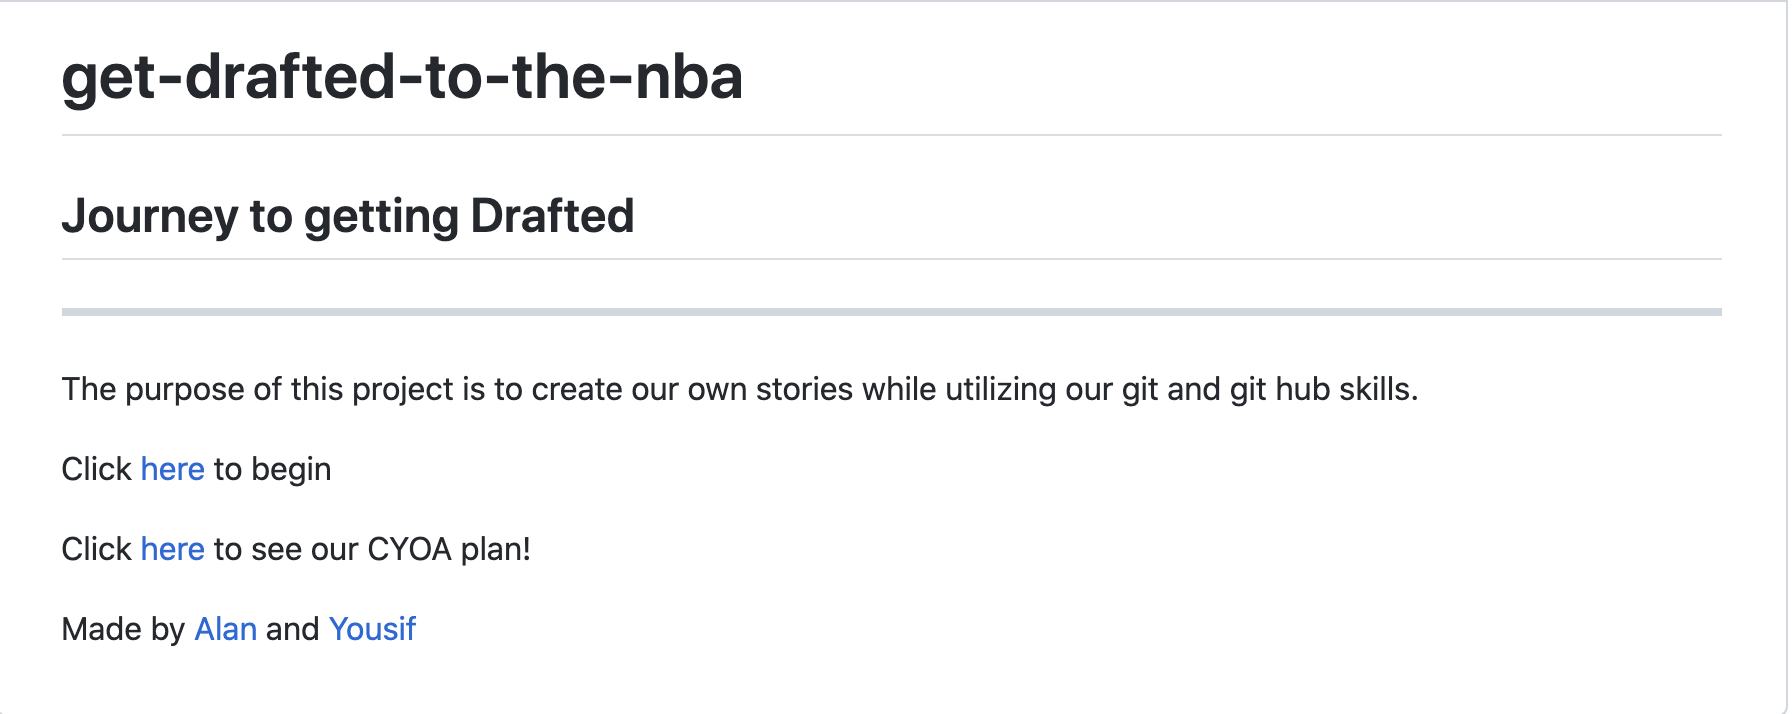 get-drafted-to-the-nba
Journey to getting Drafted
The purpose of this project is to create our own stories while utilizing our git and git hub skills.
Click here to begin
Click here to see our CYOA plan!
Made by Alan and Yousif